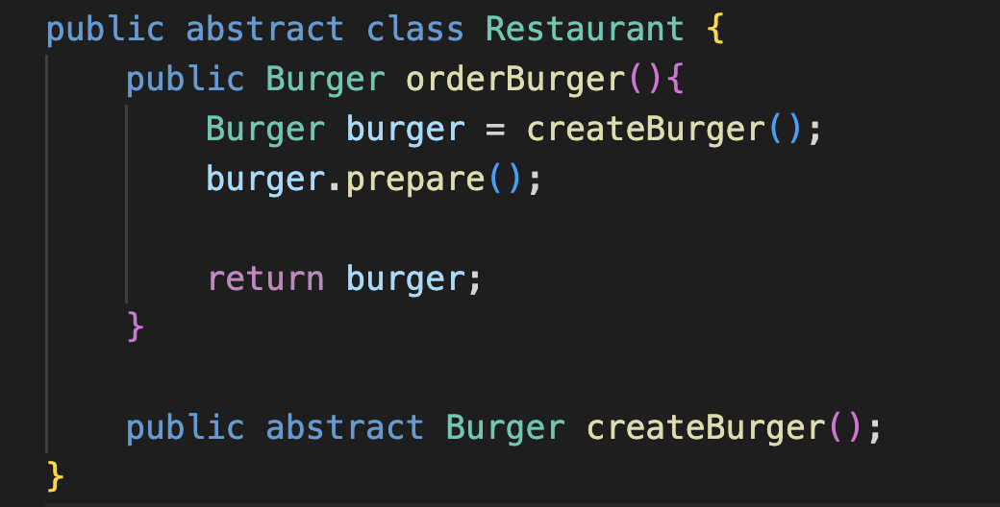 public abstract class Restaurant {
    public Burger orderBurger(){
        Burger burger = createBurger();
        burger.prepare();

        return burger;
    }

    public abstract Burger createBurger();
}